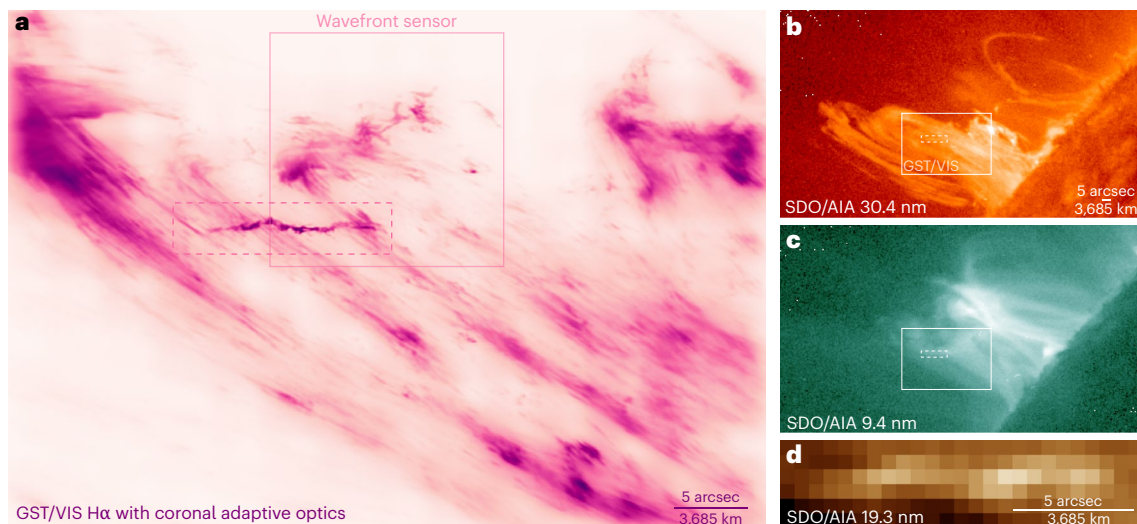 a
Wavefront sensor
5 arcsec
3,685 km
GST/VIS Hα with coronal adaptive optics
b
GST/VIS
5 arcsec
3,685 km
SDO/AIA 30.4 nm
c
SDO/AIA 9.4 nm
d
5 arcsec
3,685 km
SDO/AIA 19.3 nm